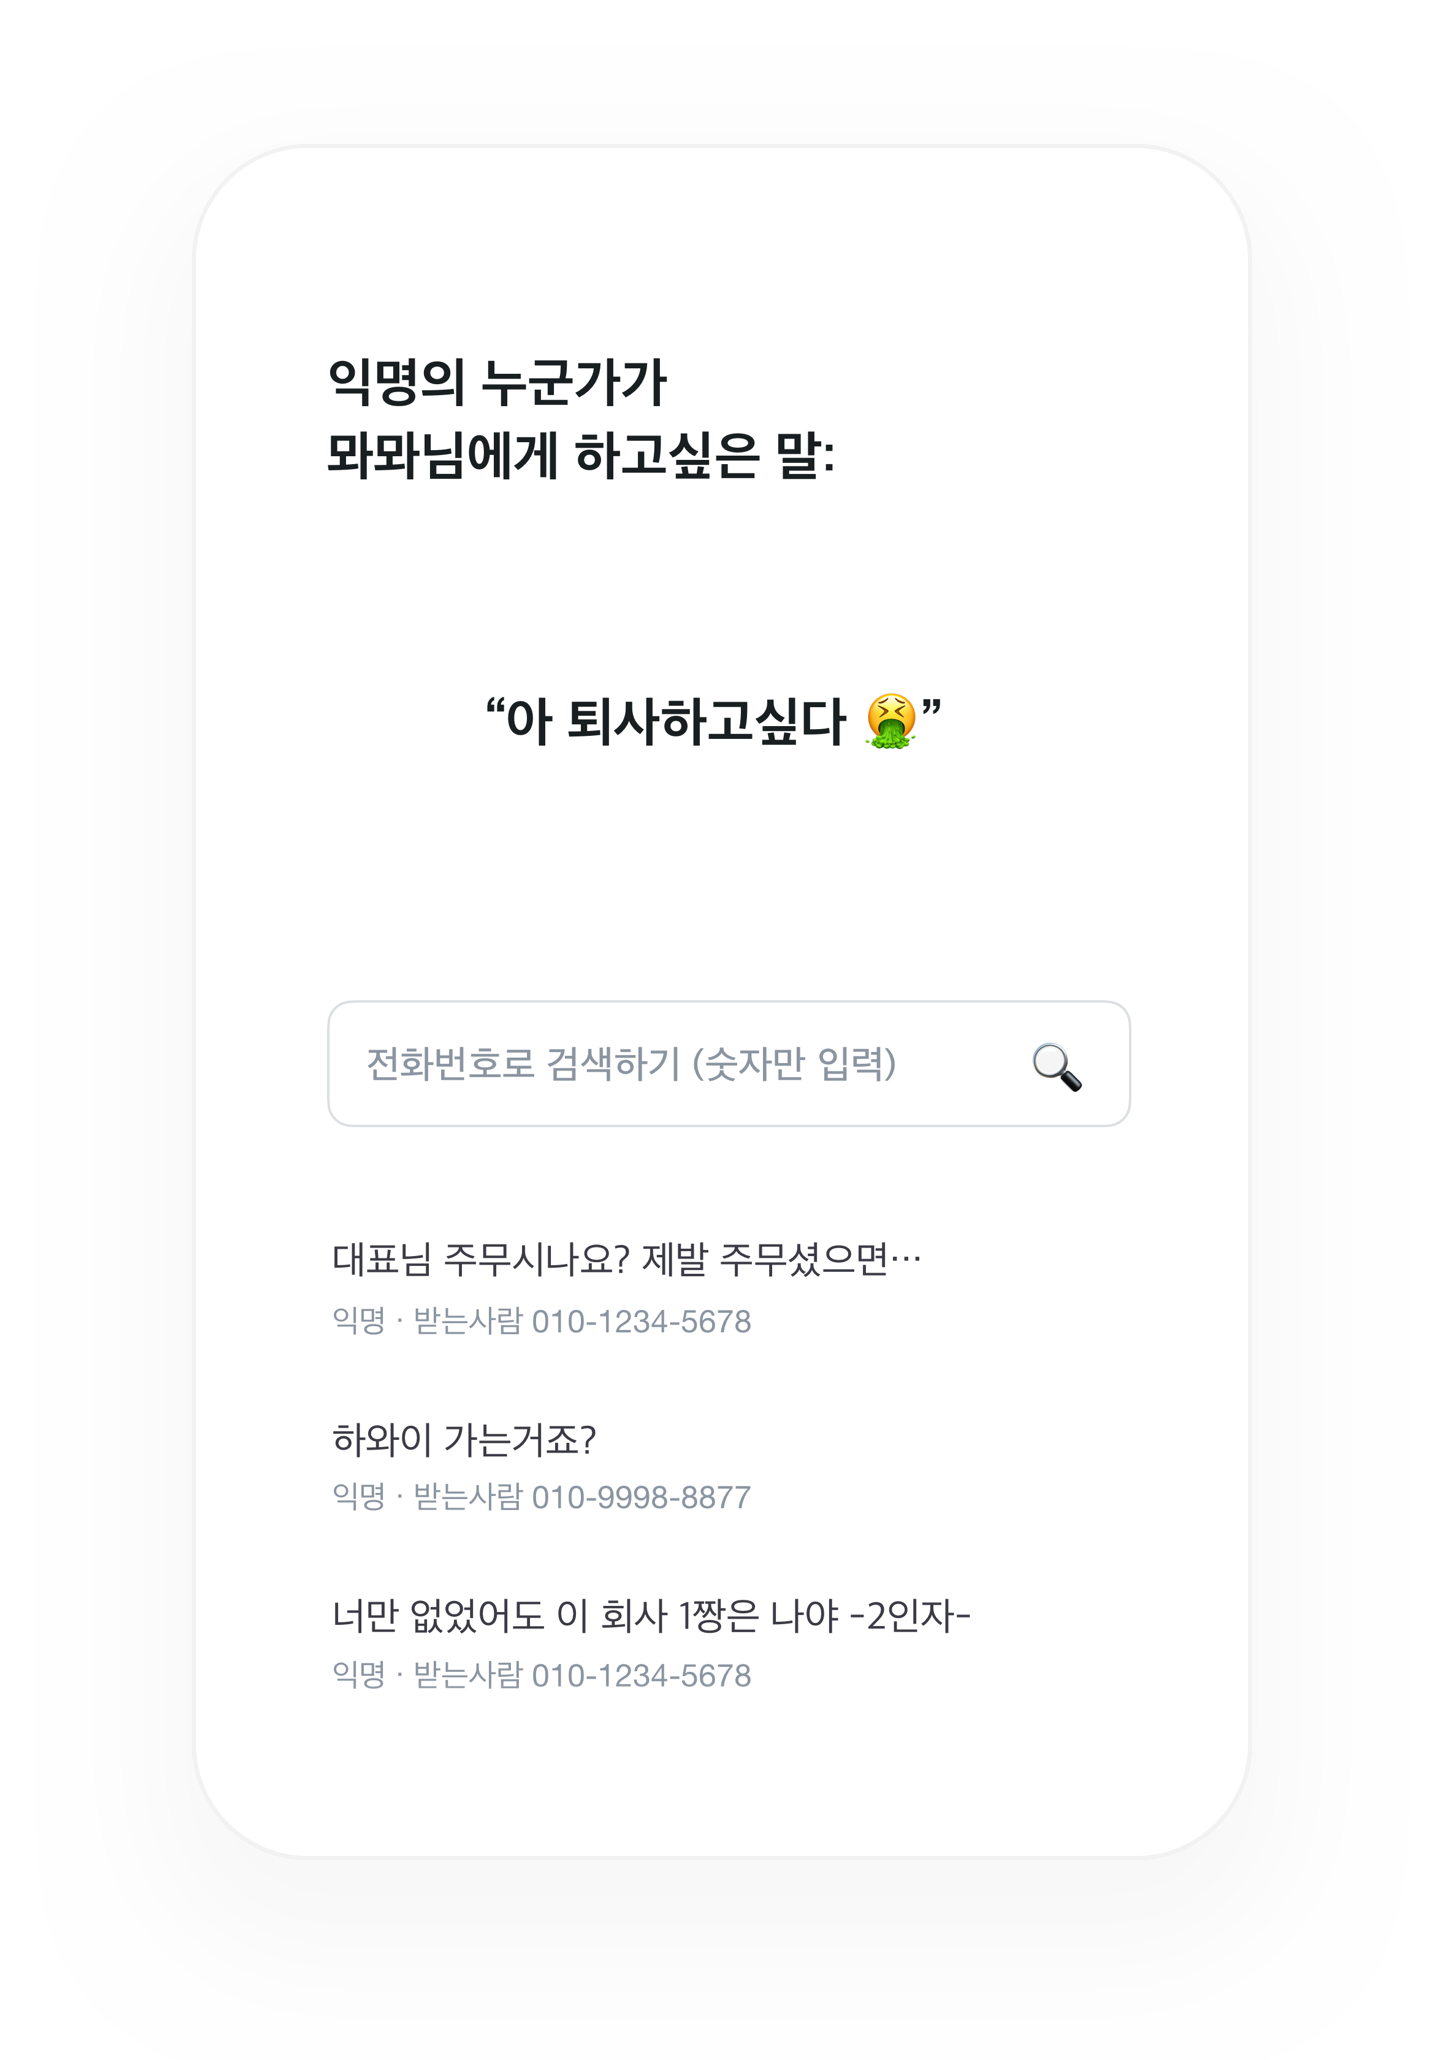 익명의 누군가가
뫄뫄님에게 하고싶은 말:
“아 퇴사하고싶다 🤮”
전화번호로 검색하기 (숫자만 입력)
대표님 주무시나요? 제발 주무셨으면…
익명 · 받는사람 010-1234-5678
하와이 가는거죠?
익명 · 받는사람 010-9998-8877
너만 없었어도 이 회사 1짱은 나야 -2인자-
익명 · 받는사람 010-1234-5678